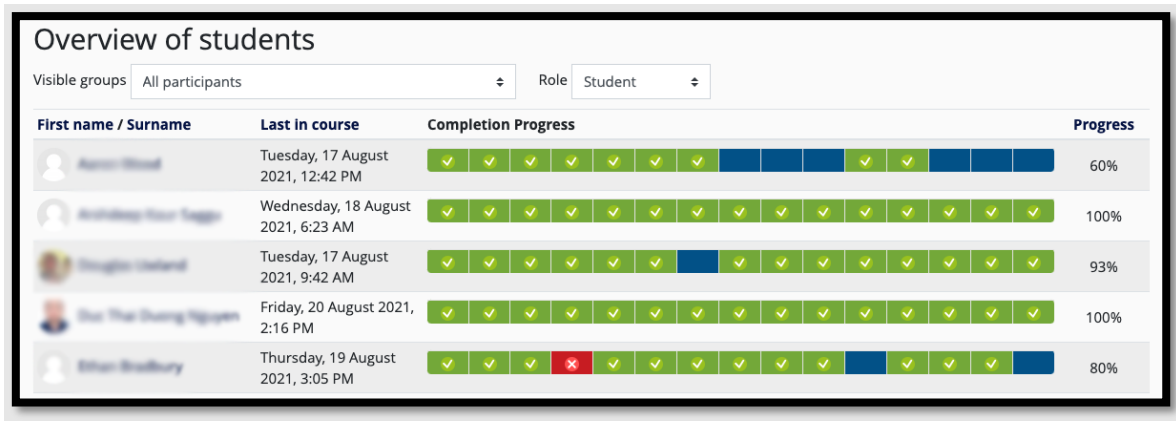 Overview of students
Visible groups All participants Role Student
First name / Surname Last in course Completion Progress Progress
Tuesday, 17 August
2021, 12:42 PM
60%
Wednesday, 18 August
2021, 6:23 AM
100%
Tuesday, 17 August
2021, 9:42 AM
93%
Friday, 20 August 2021,
2:16 PM
100%
Thursday, 19 August
2021, 3:05 PM
80%